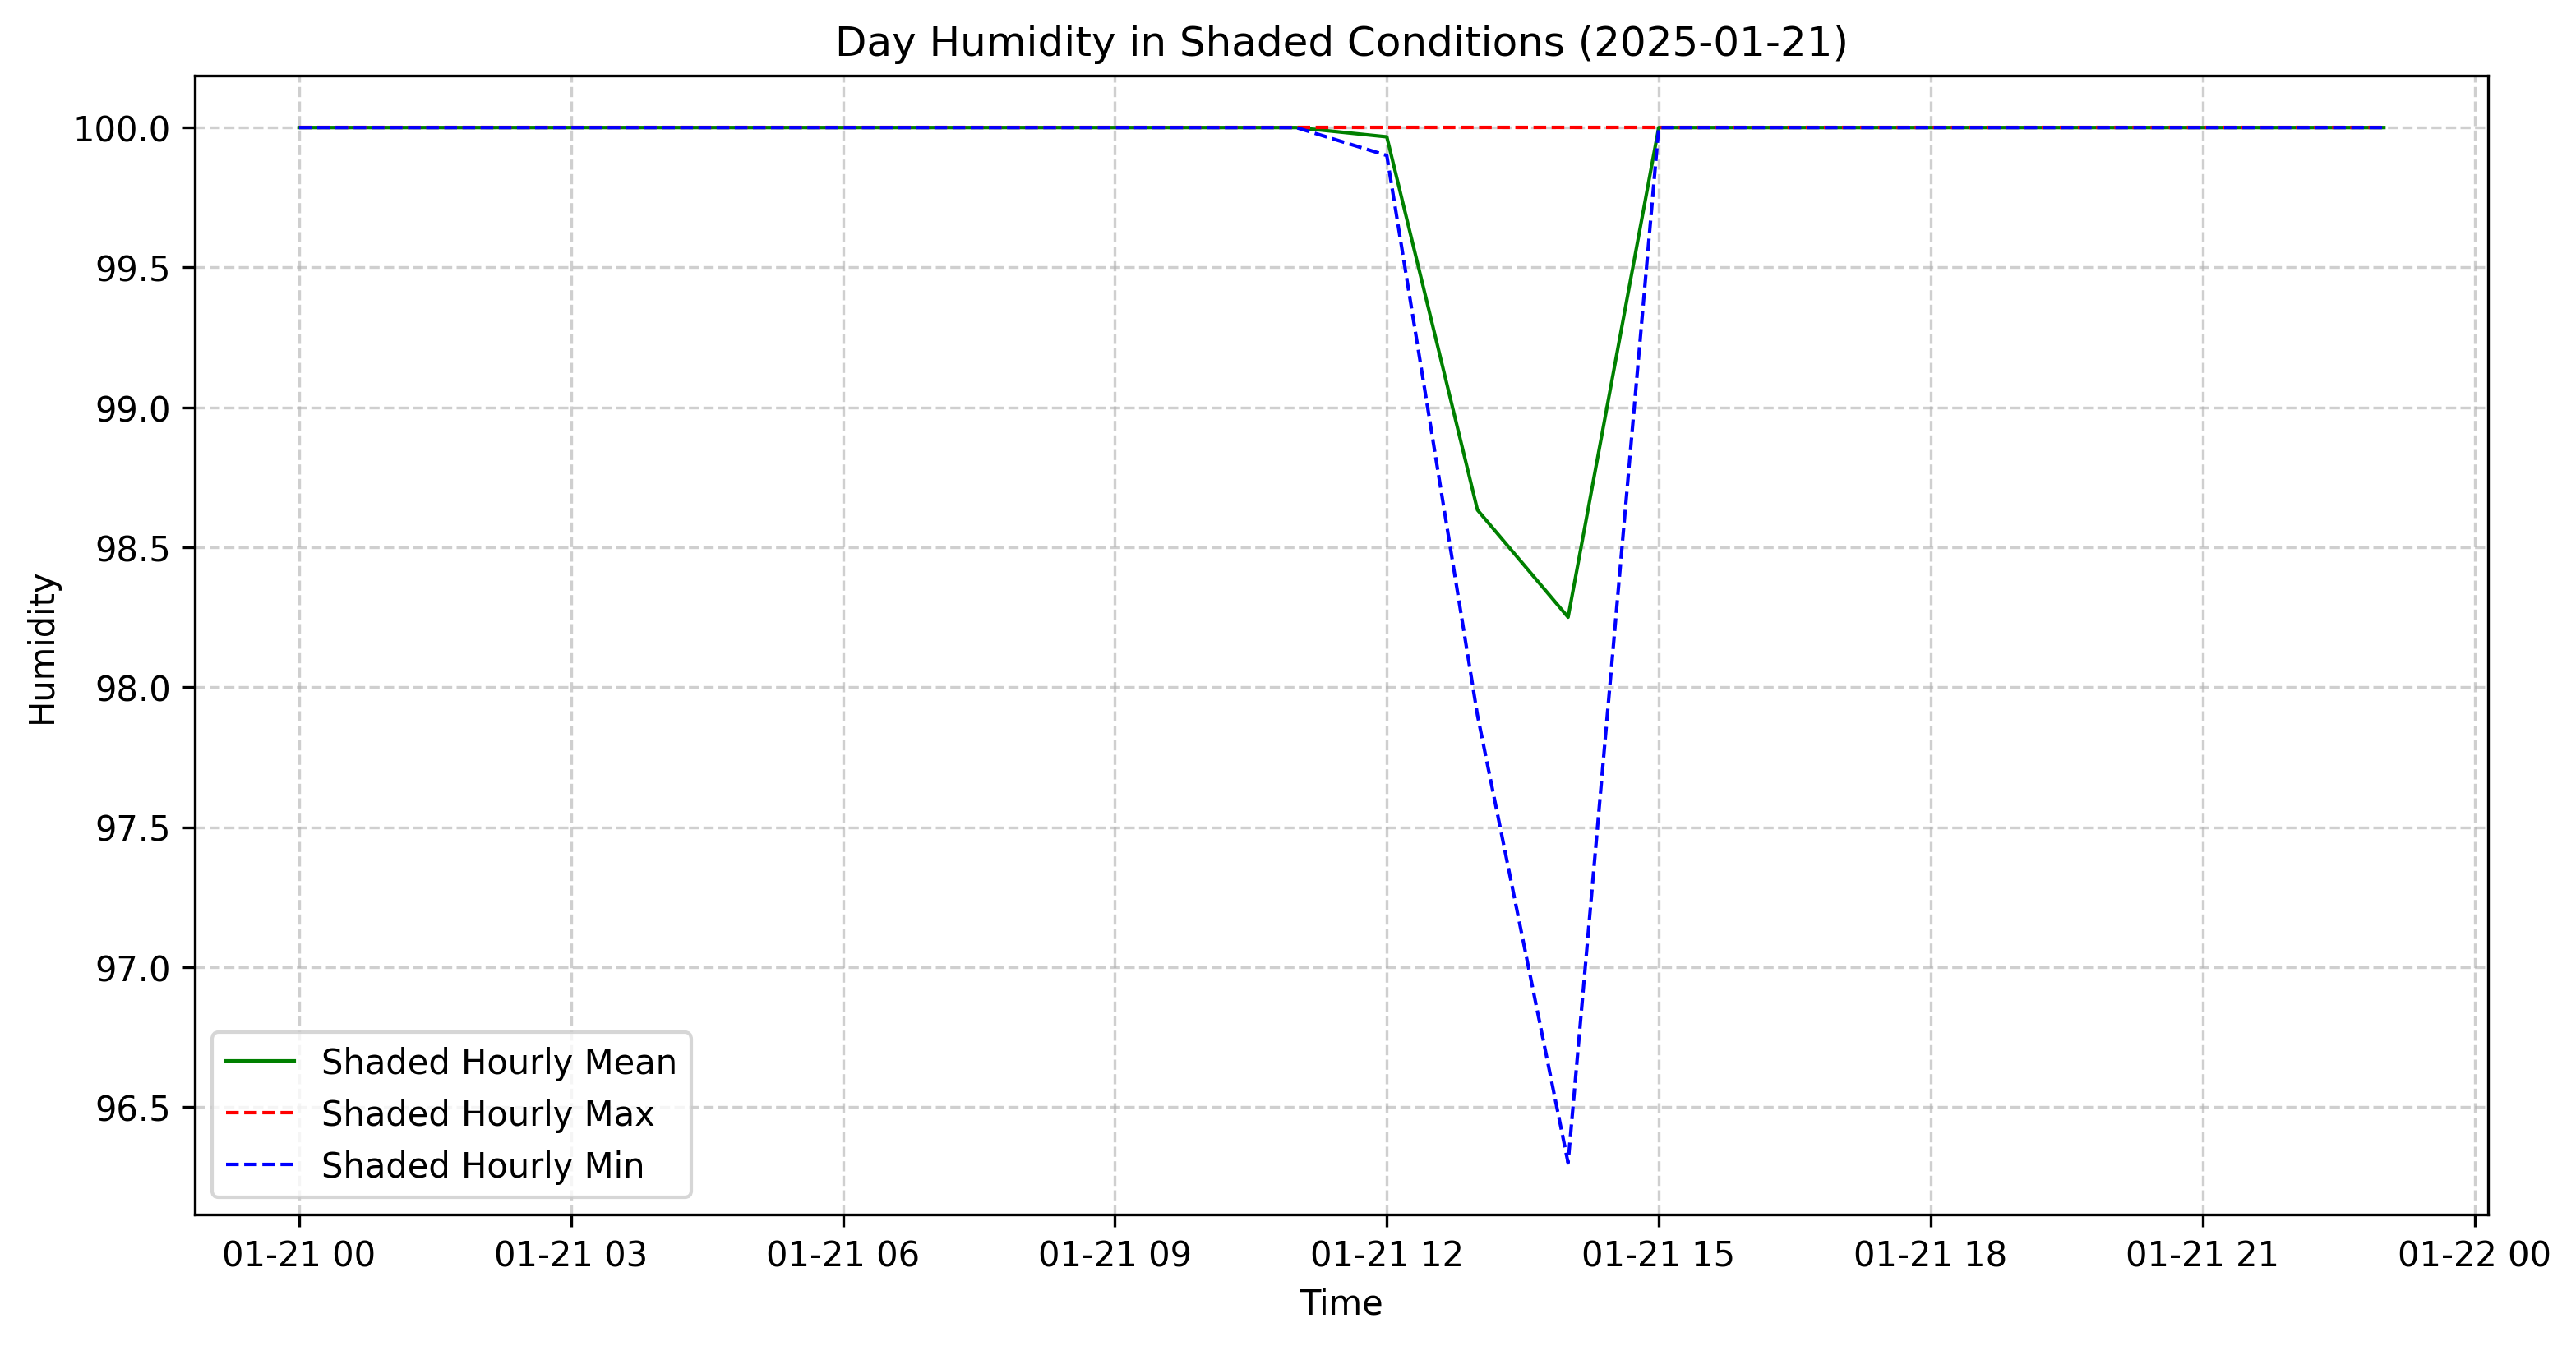 Day Humidity in Shaded Conditions (2025-01-21)
100.0
99.5
99.0
98.5
98.0
97.5
97.0
96.5
Humidity
Shaded Hourly Mean
Shaded Hourly Max
Shaded Hourly Min
01-21 00 01-21 03 01-21 06 01-21 09 01-21 12 01-21 15 01-21 18 01-21 21 01-22 00
Time